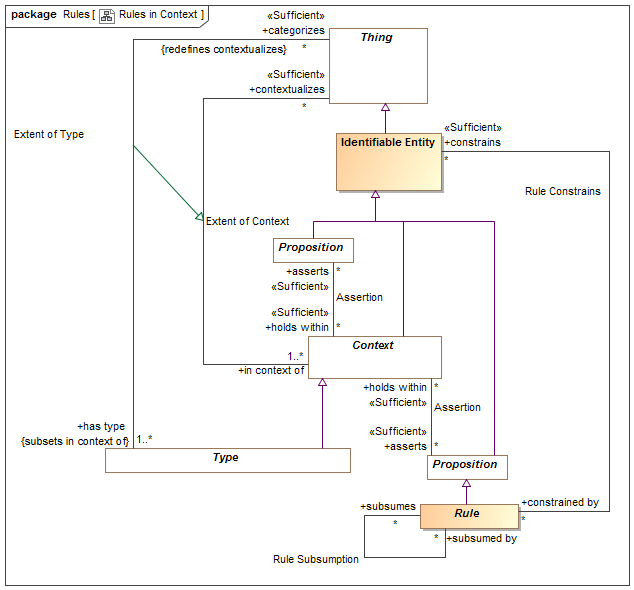 package Rules [ Rules in Context ]
«Sufficient»
+categorizes
{redefines contextualizes} *
Thing
«Sufficient»
+contextualizes
*
Extent of Type
Identifiable Entity
«Sufficient»
+constrains
*
Rule Constrains
Extent of Context
Proposition
+asserts *
«Sufficient»
Assertion
«Sufficient»
+holds within *
Context
1..*
+in context of
+holds within *
«Sufficient»
Assertion
«Sufficient»
+asserts *
+has type
{subsets in context of} 1..*
Type
Proposition
+constrained by
*
Rule
+subsumes
*
*
+subsumed by
Rule Subsumption